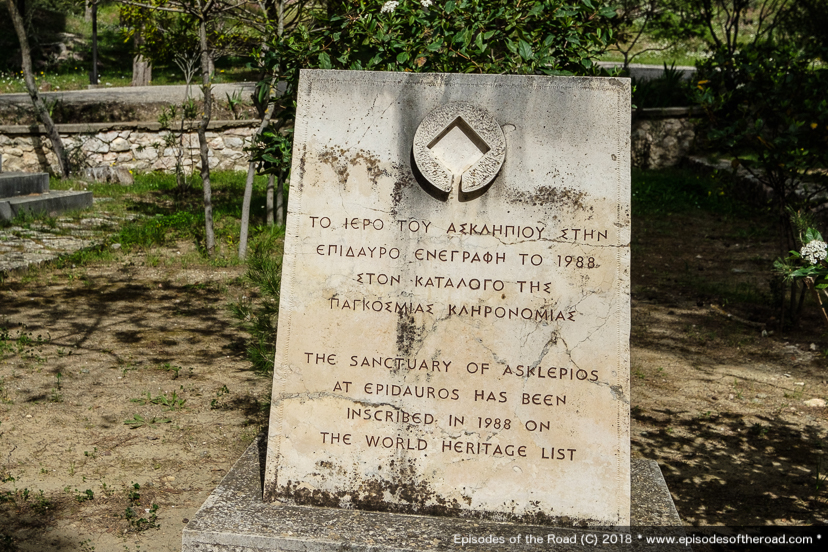 ΤΟ ΙΕΡΟ ΤΟΥ ΑΣΚΛΗΠΙΟΥ ΣΤΗΝ
ΕΠΙΔΑΥΡΟ ΕΝΕΓΡΑΦΗ ΤΟ 1988
ΣΤΟΝ ΚΑΤΑΛΟΓΟ ΤΗΣ
ΠΑΓΚΟΣΜΙΑΣ ΚΛΗΡΟΝΟΜΙΑΣ
THE SANCTUARY OF ASKLEPIOS
AT EPIDAUROS HAS BEEN
INSCRIBED IN 1988 ON
THE WORLD HERITAGE LIST
Episodes of the Road (C) 2018 * www.episodesoftheroad.com *